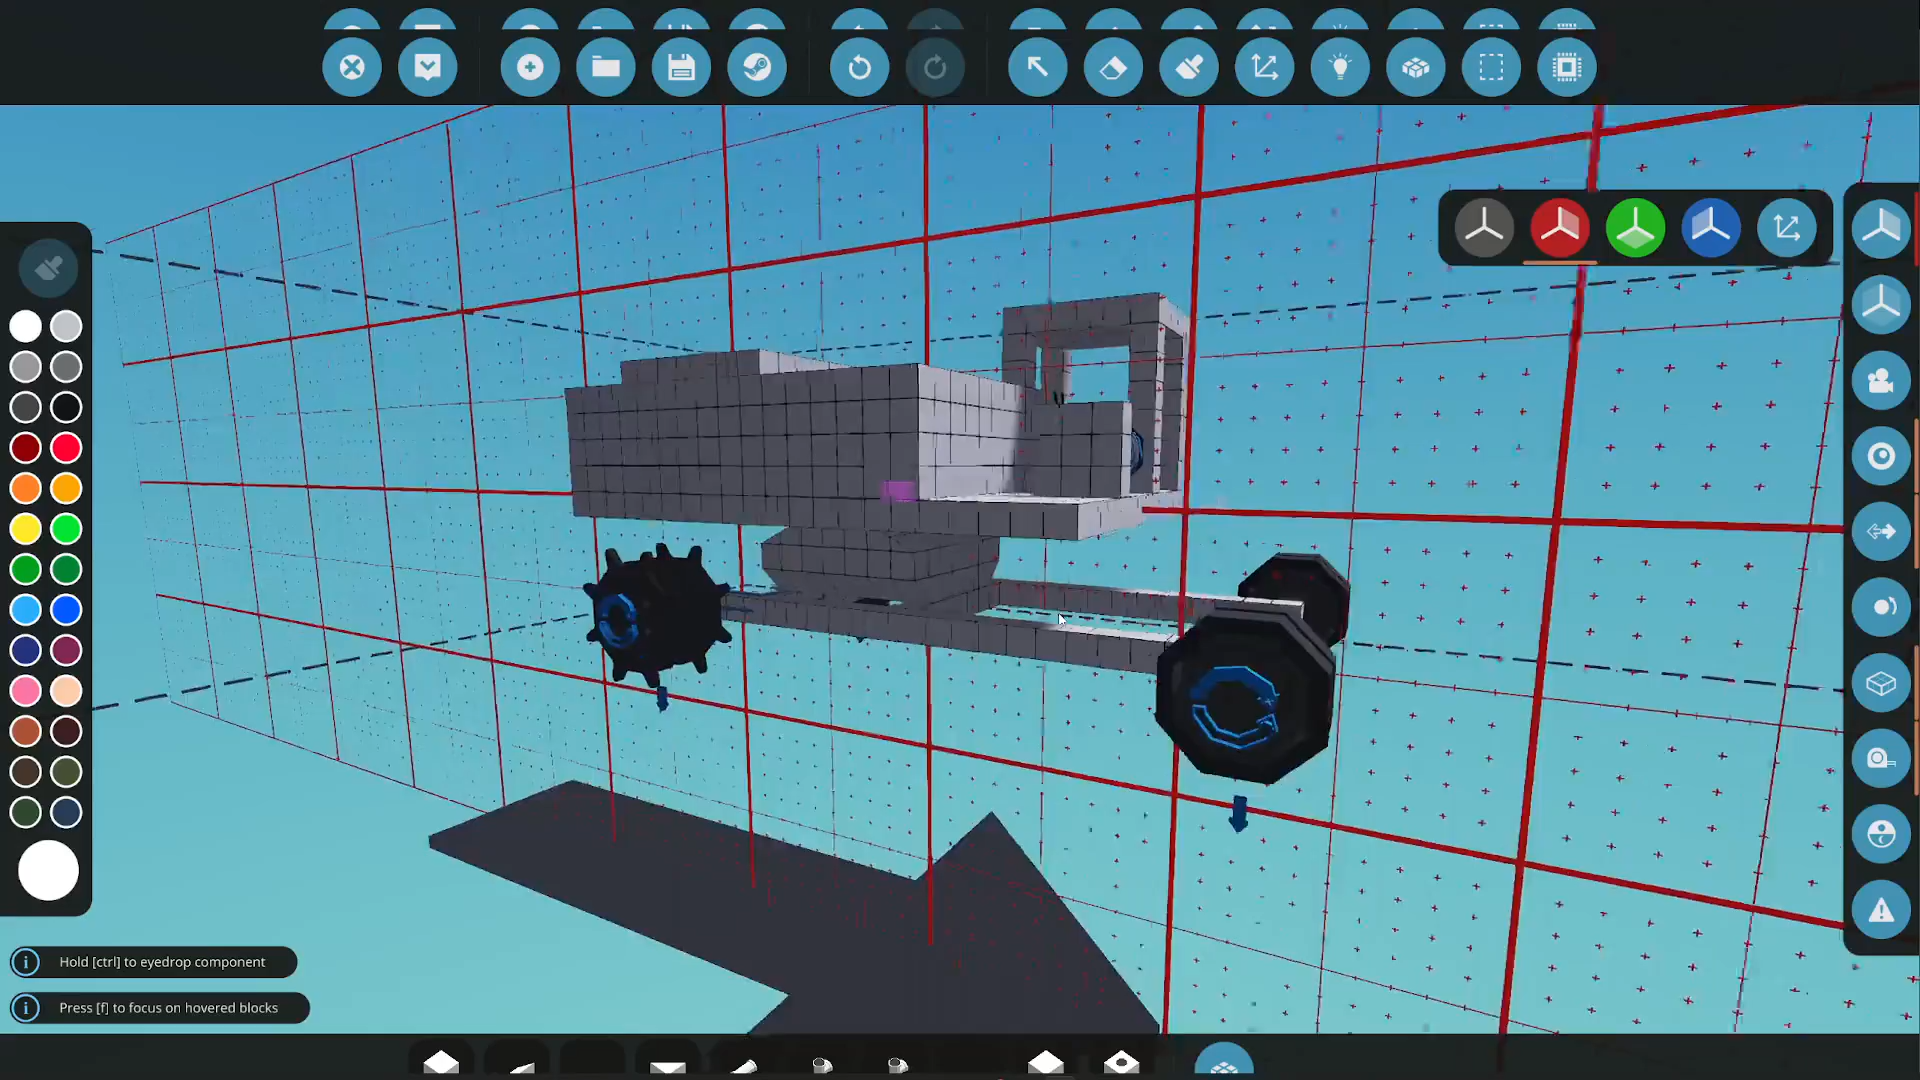 Hold [ctrl] to eyedrop component
Press [f] to focus on hovered blocks